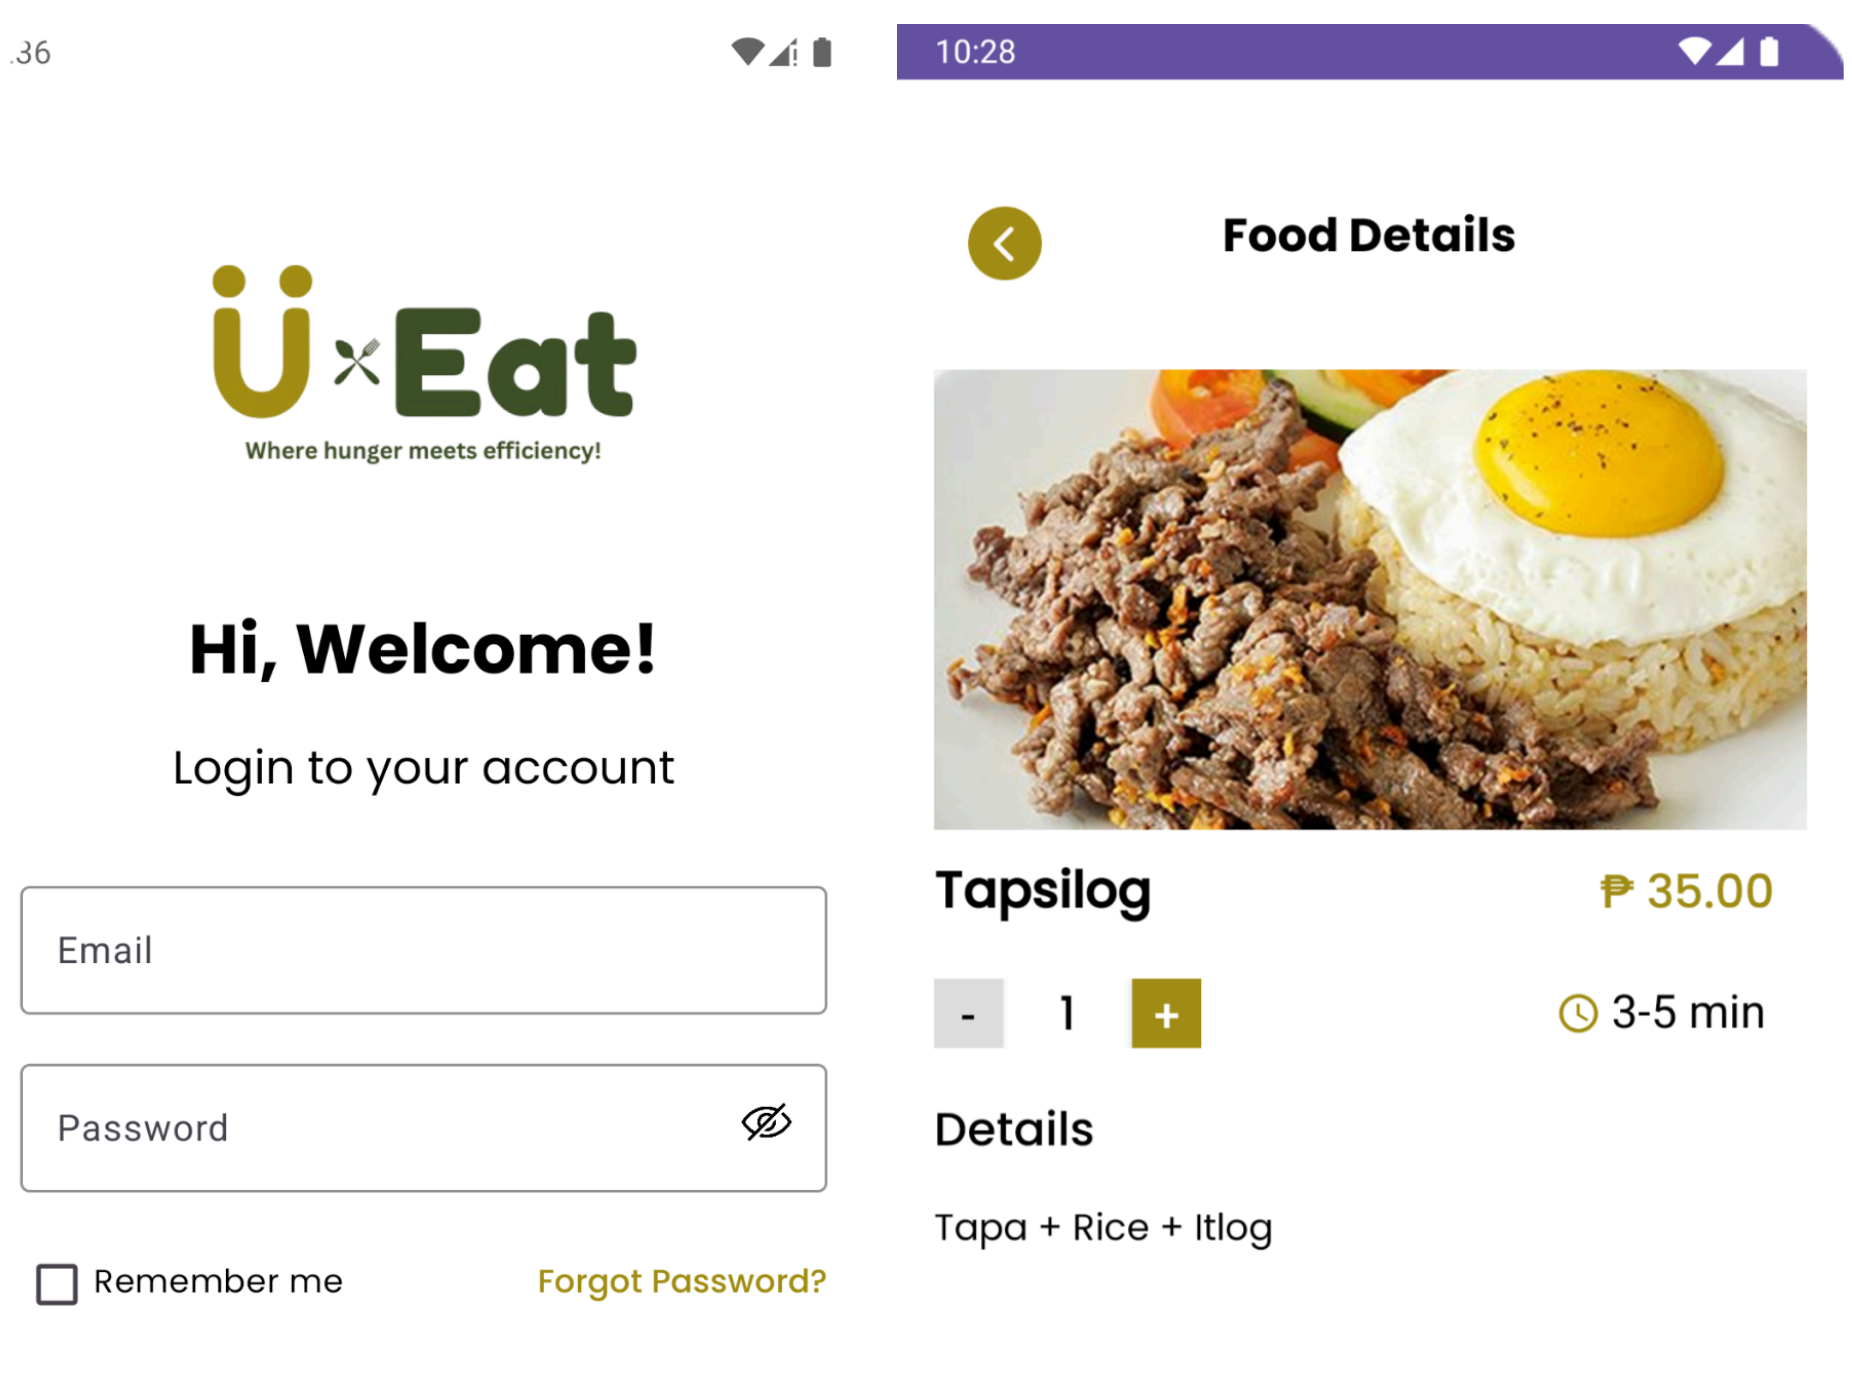 .36
Ü Eat
Where hunger meets efficiency!
Hi, Welcome!
Login to your account
Email
Password
Remember me
Forgot Password?
10:28
Food Details
Tapsilog
₱ 35.00
- 1 +
3-5 min
Details
Tapa + Rice + Itlog